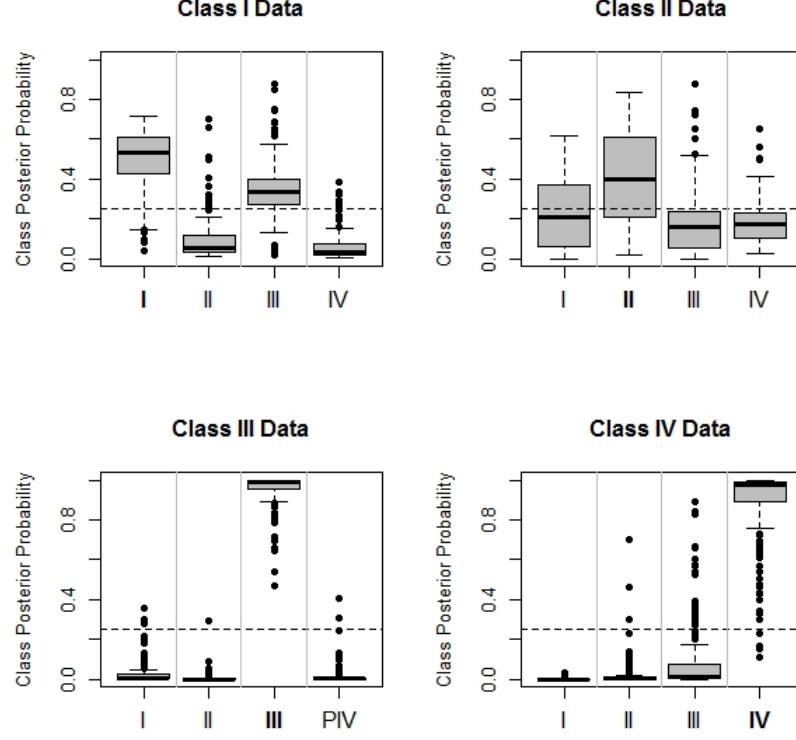 Class I Data
Class Posterior Probability
0.8
0.4
0.0
I II III IV
Class II Data
Class Posterior Probability
0.8
0.4
0.0
I II III IV
Class III Data
Class Posterior Probability
0.8
0.4
0.0
I II III PIV
Class IV Data
Class Posterior Probability
0.8
0.4
0.0
I II III IV